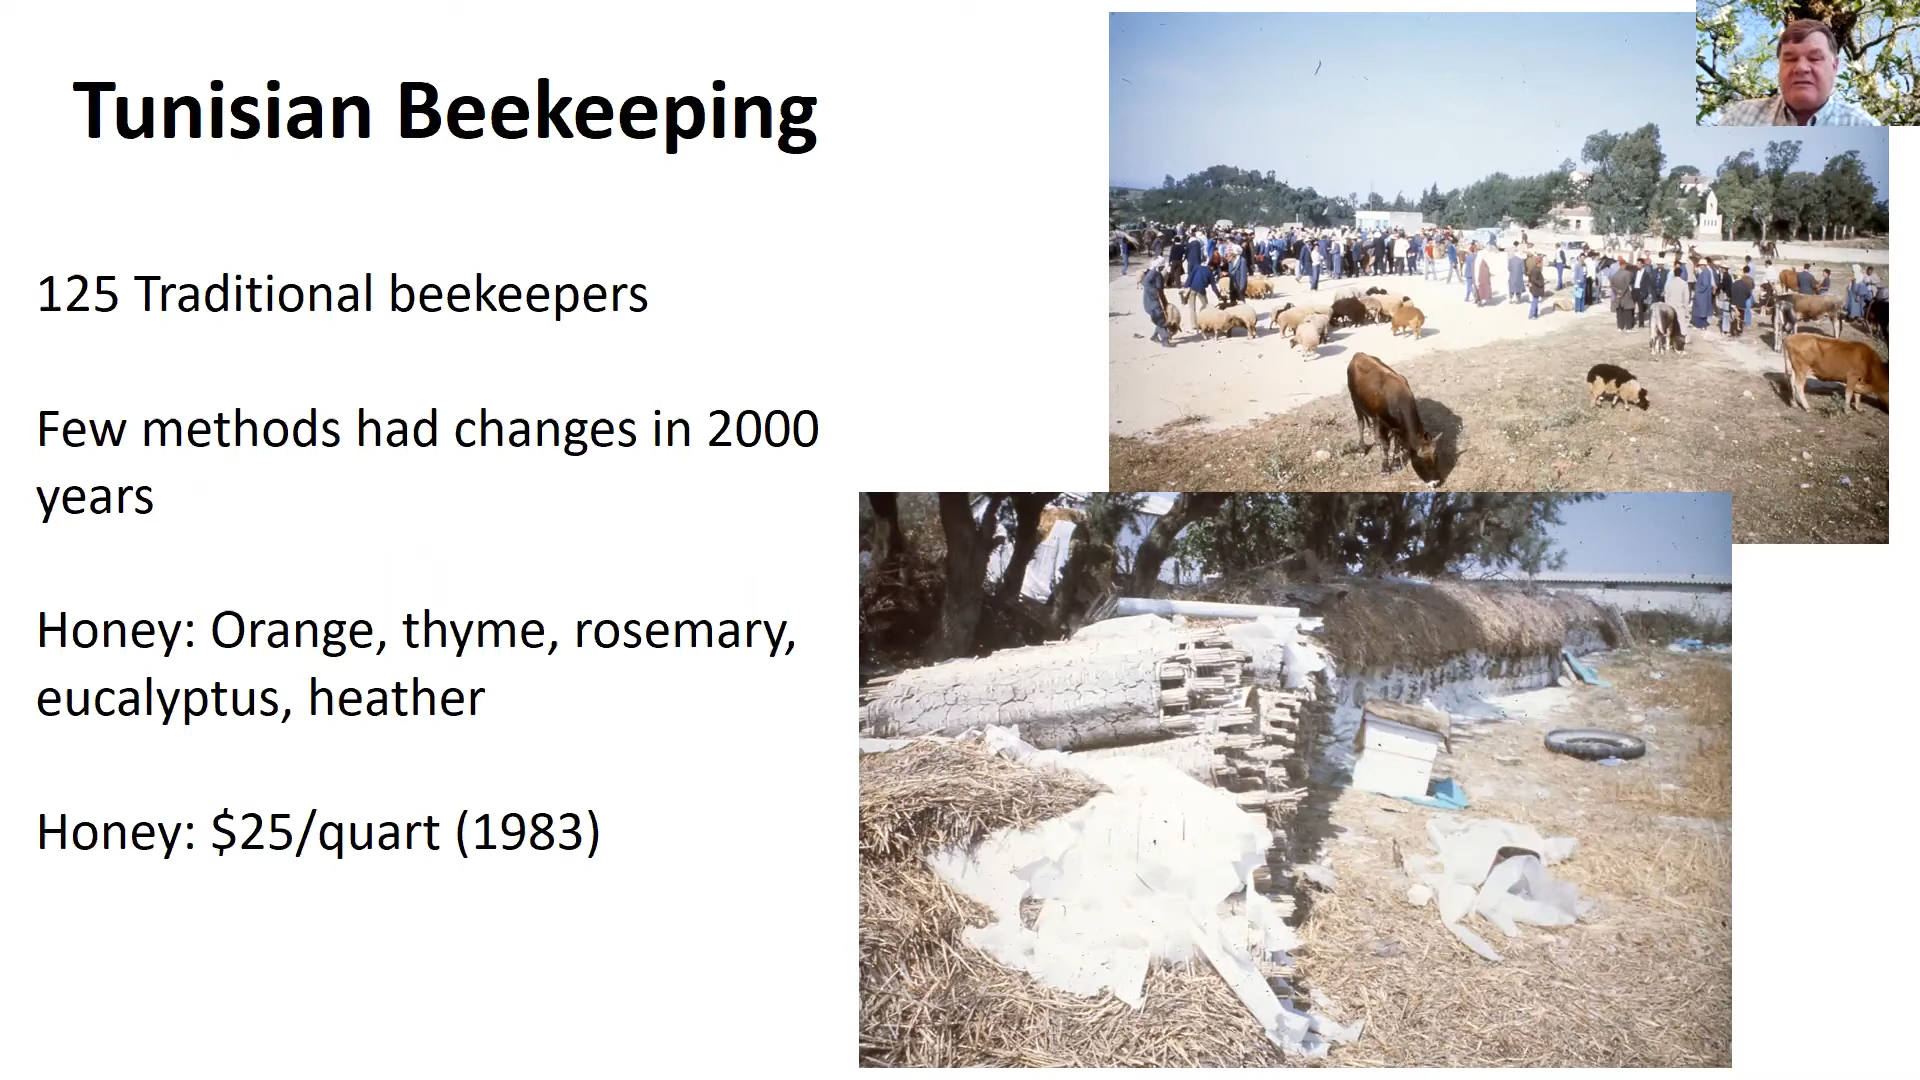 Tunisian Beekeeping
125 Traditional beekeepers
Few methods had changes in 2000
years
Honey: Orange, thyme, rosemary,
eucalyptus, heather
Honey: $25/quart (1983)